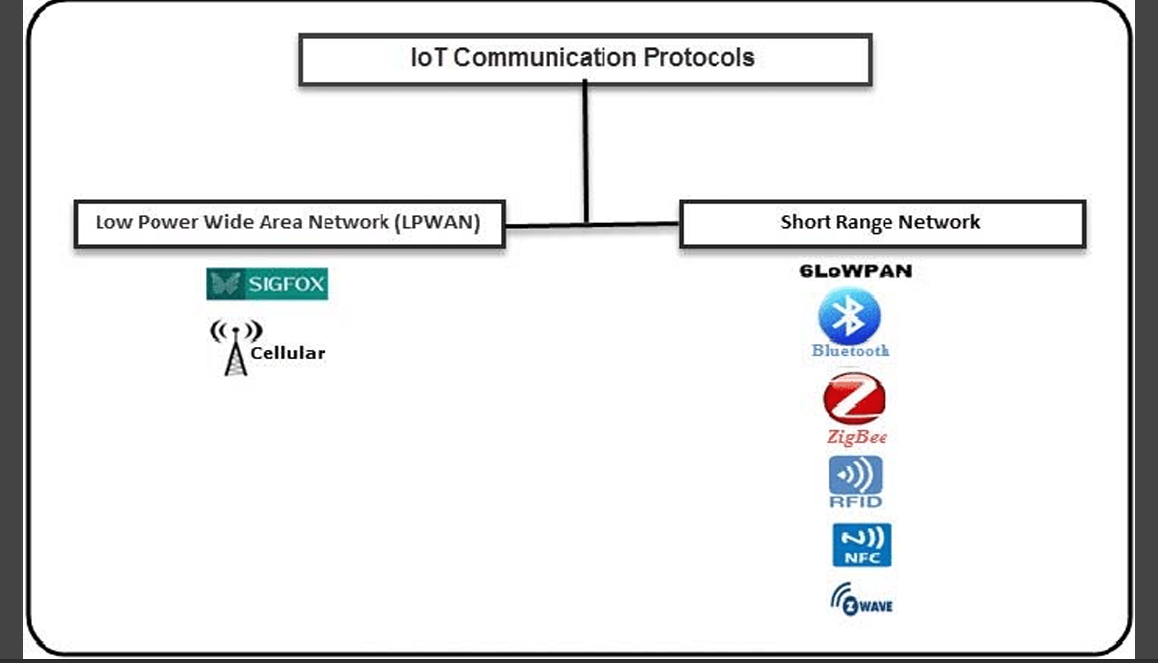 IoT Communication Protocols
Low Power Wide Area Network (LPWAN)
SIGFOX
Cellular
Short Range Network
6LoWPAN
Bluetooth
ZigBee
RFID
NFC
Z WAVE